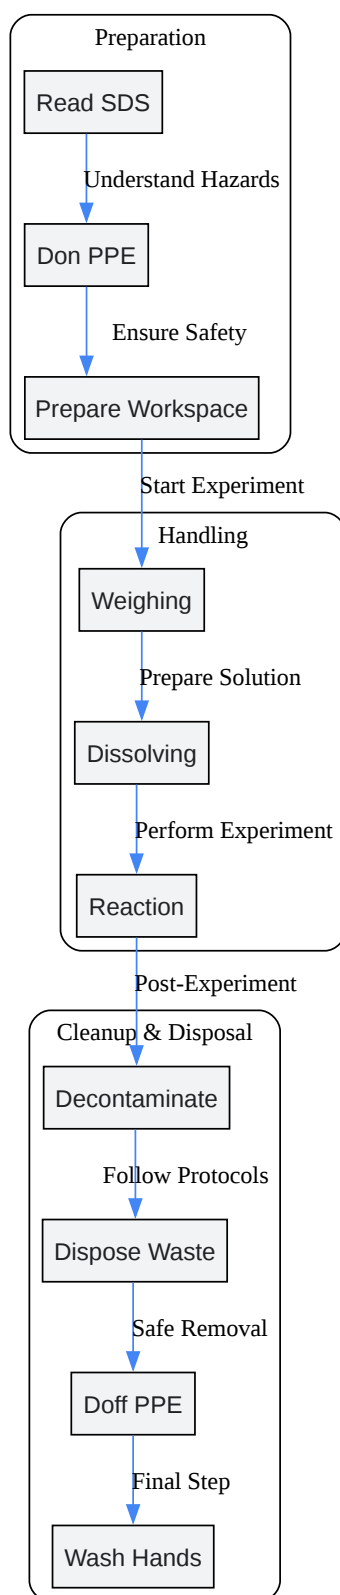 Preparation
Read SDS
Understand Hazards
Don PPE
Ensure Safety
Prepare Workspace
Start Experiment
Handling
Weighing
Prepare Solution
Dissolving
Perform Experiment
Reaction
Post-Experiment
Cleanup & Disposal
Decontaminate
Follow Protocols
Dispose Waste
Safe Removal
Doff PPE
Final Step
Wash Hands